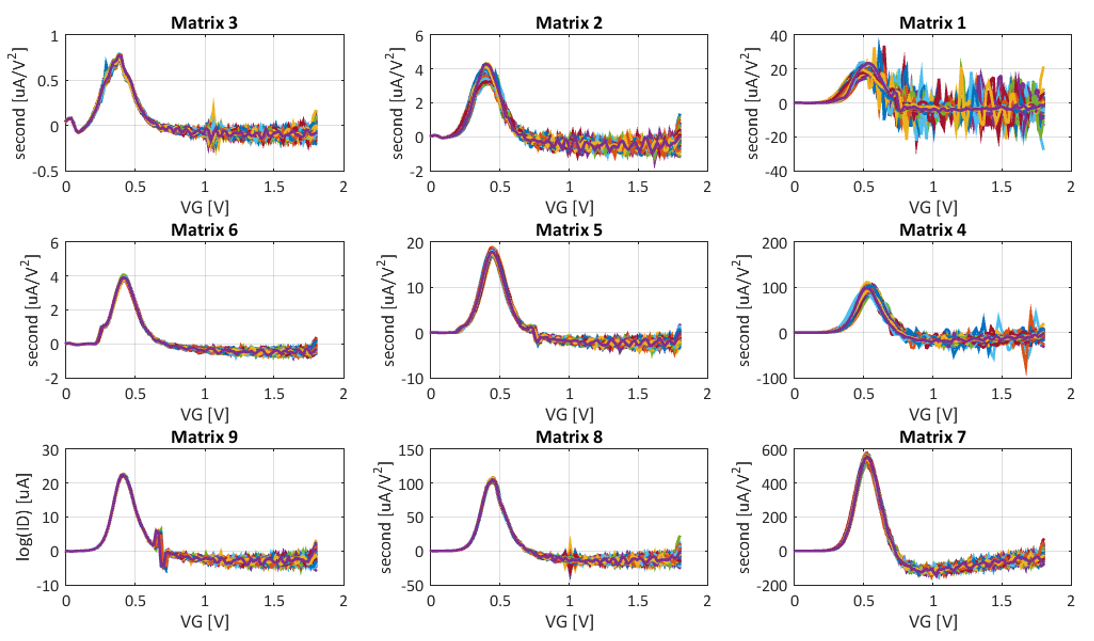 Matrix 3
1
0.5
0
-0.5
second [uA/V²]
0 0.5 1 1.5 2
VG [V]
Matrix 2
6
4
2
0
-2
second [uA/V²]
0 0.5 1 1.5 2
VG [V]
Matrix 1
40
20
0
-20
-40
second [uA/V²]
0 0.5 1 1.5 2
VG [V]
Matrix 6
6
4
2
0
-2
second [uA/V²]
0 0.5 1 1.5 2
VG [V]
Matrix 5
20
10
0
-10
second [uA/V²]
0 0.5 1 1.5 2
VG [V]
Matrix 4
200
100
0
-100
second [uA/V²]
0 0.5 1 1.5 2
VG [V]
Matrix 9
30
20
10
0
-10
log(ID) [uA]
0 0.5 1 1.5 2
VG [V]
Matrix 8
150
100
50
0
-50
second [uA/V²]
0 0.5 1 1.5 2
VG [V]
Matrix 7
600
400
200
0
-200
second [uA/V²]
0 0.5 1 1.5 2
VG [V]